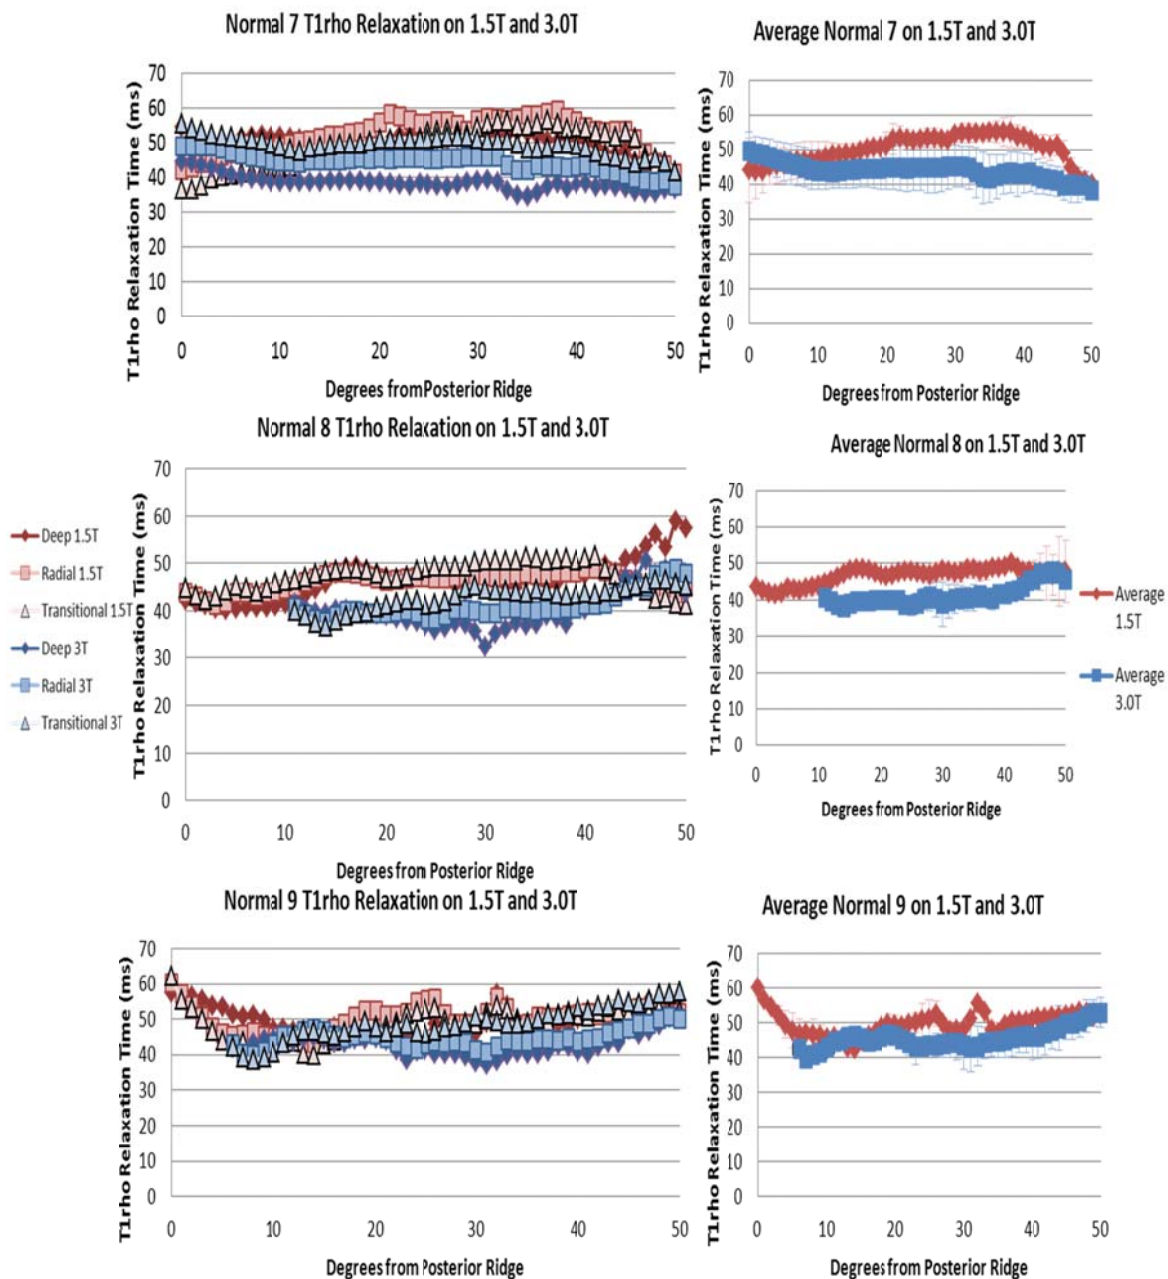 Normal 7 T1rho Relaxation on 1.5T and 3.0T
T1rho Relaxation Time (ms)
70
60
50
40
30
20
10
0
0 10 20 30 40 50
Degrees from Posterior Ridge
Average Normal 7 on 1.5T and 3.0T
T1rho Relaxation Time (ms)
70
60
50
40
30
20
10
0
0 10 20 30 40 50
Degrees from Posterior Ridge
Normal 8 T1rho Relaxation on 1.5T and 3.0T
Deep 1.5T
Radial 1.5T
Transitional 1.5T
Deep 3T
Radial 3T
Transitional 3T
T1rho Relaxation Time (ms)
70
60
50
40
30
20
10
0
0 10 20 30 40 50
Degrees from Posterior Ridge
Average Normal 8 on 1.5T and 3.0T
T1rho Relaxation Time (ms)
70
60
50
40
30
20
10
0
0 10 20 30 40 50
Degrees from Posterior Ridge
Average
1.5T
Average
3.0T
Normal 9 T1rho Relaxation on 1.5T and 3.0T
T1rho Relaxation Time (ms)
70
60
50
40
30
20
10
0
0 10 20 30 40 50
Degrees from Posterior Ridge
Average Normal 9 on 1.5T and 3.0T
T1rho Relaxation Time (ms)
70
60
50
40
30
20
10
0
0 10 20 30 40 50
Degrees from Posterior Ridge